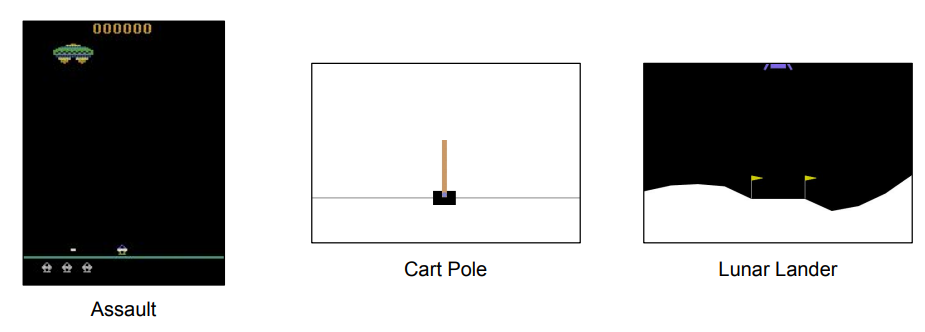 000000
Cart Pole
Lunar Lander
Assault